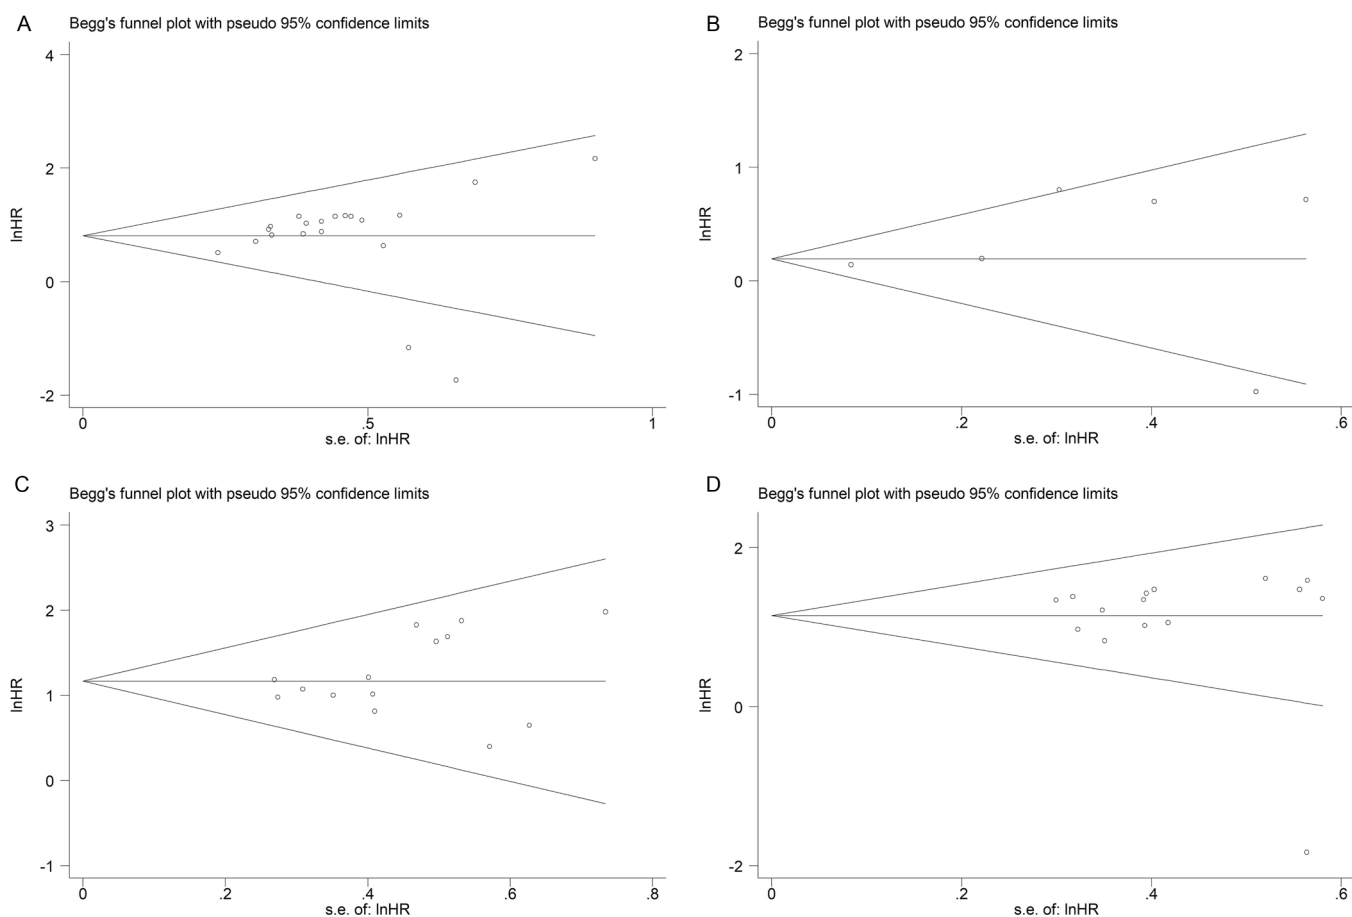 A
Begg's funnel plot with pseudo 95% confidence limits
4
2
0
-2
lnHR
0
.5
1
s.e. of: lnHR
B
Begg's funnel plot with pseudo 95% confidence limits
2
1
0
-1
lnHR
0
.2
.4
.6
s.e. of: lnHR
C
Begg's funnel plot with pseudo 95% confidence limits
3
2
1
0
-1
lnHR
0
.2
.4
.6
.8
s.e. of: lnHR
D
Begg's funnel plot with pseudo 95% confidence limits
2
0
-2
lnHR
0
.2
.4
.6
s.e. of: lnHR